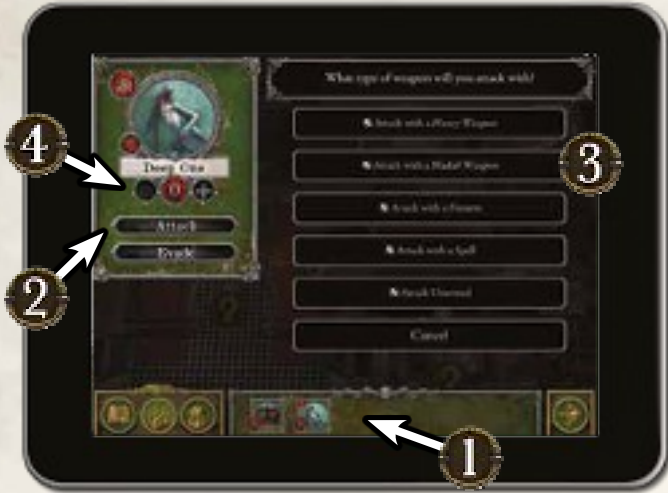 What type of weapon will you attack with?
Deep One
0
Attack
Evade
Attack with a Heavy Weapon
Attack with a Bladed Weapon
Attack with a Firearm
Attack with a Spell
Attack Unarmed
Cancel
4
2
3
1